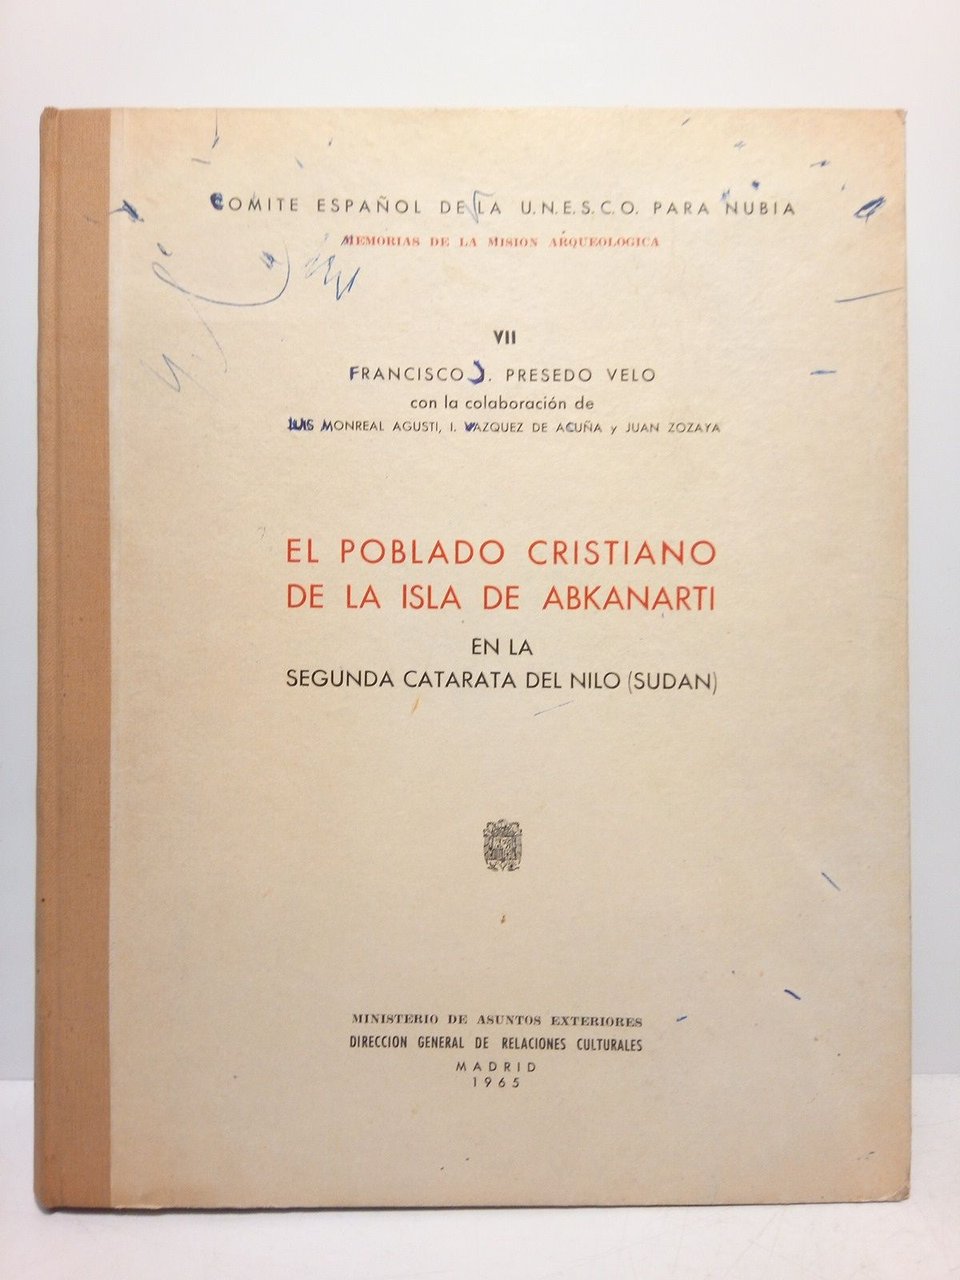 COMITE ESPAÑOL DE LA U.N.E.S.C.O. PARA NUBIA
MEMORIAS DE LA MISION ARQUEOLOGICA
VII
FRANCISCO J. PRESEDO VELO
con la colaboración de
LUIS MONREAL AGUSTI, I. VAZQUEZ DE ACUÑA y JUAN ZOZAYA
EL POBLADO CRISTIANO
DE LA ISLA DE ABKANARTI
EN LA
SEGUNDA CATARATA DEL NILO (SUDAN)
MINISTERIO DE ASUNTOS EXTERIORES
DIRECCION GENERAL DE RELACIONES CULTURALES
MADRID
1965